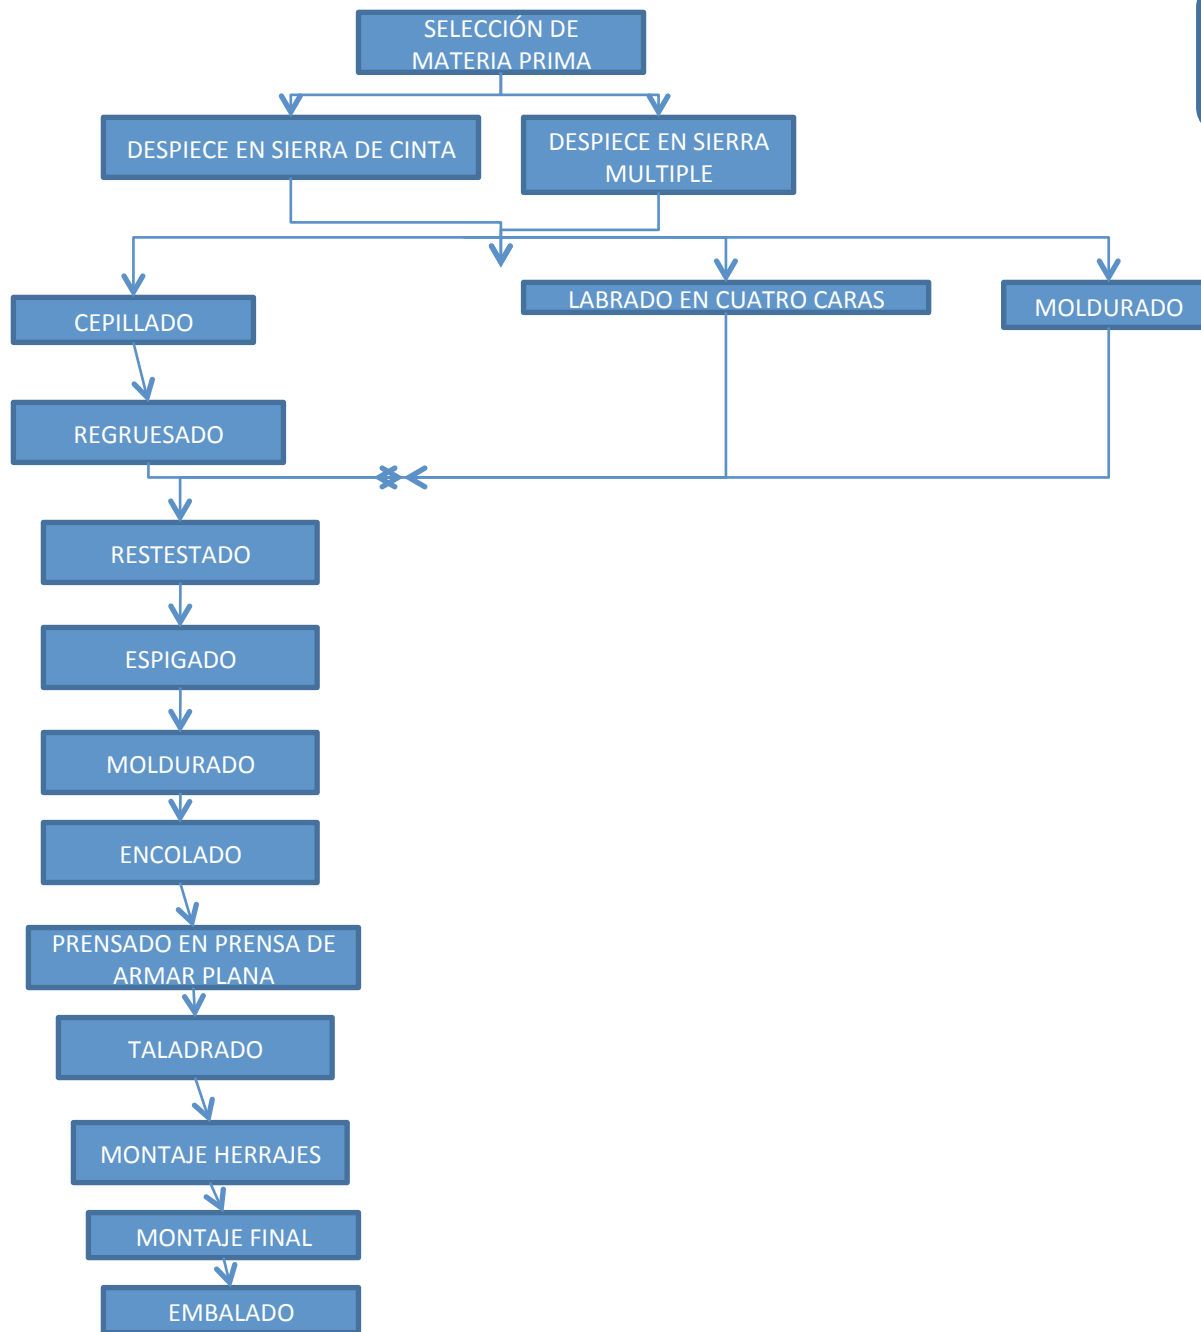 SELECCIÓN DE
MATERIA PRIMA
DESPIECE EN SIERRA DE CINTA
DESPIECE EN SIERRA
MULTIPLE
CEPILLADO
LABRADO EN CUATRO CARAS
MOLDURADO
REGRUESADO
RESTESTADO
ESPIGADO
MOLDURADO
ENCOLADO
PRENSADO EN PRENSA DE
ARMAR PLANA
TALADRADO
MONTAJE HERRAJES
MONTAJE FINAL
EMBALADO